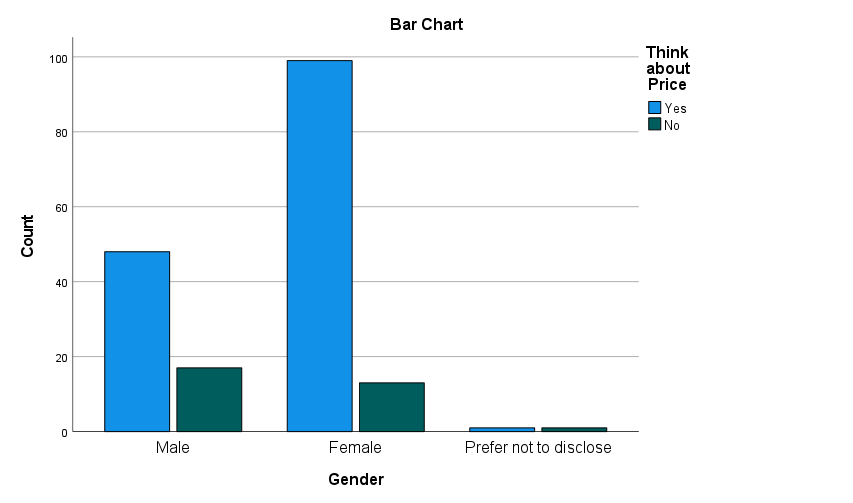 Bar Chart
Think
about
Price
Yes
No
100
80
60
40
20
0
Count
Male
Female
Prefer not to disclose
Gender